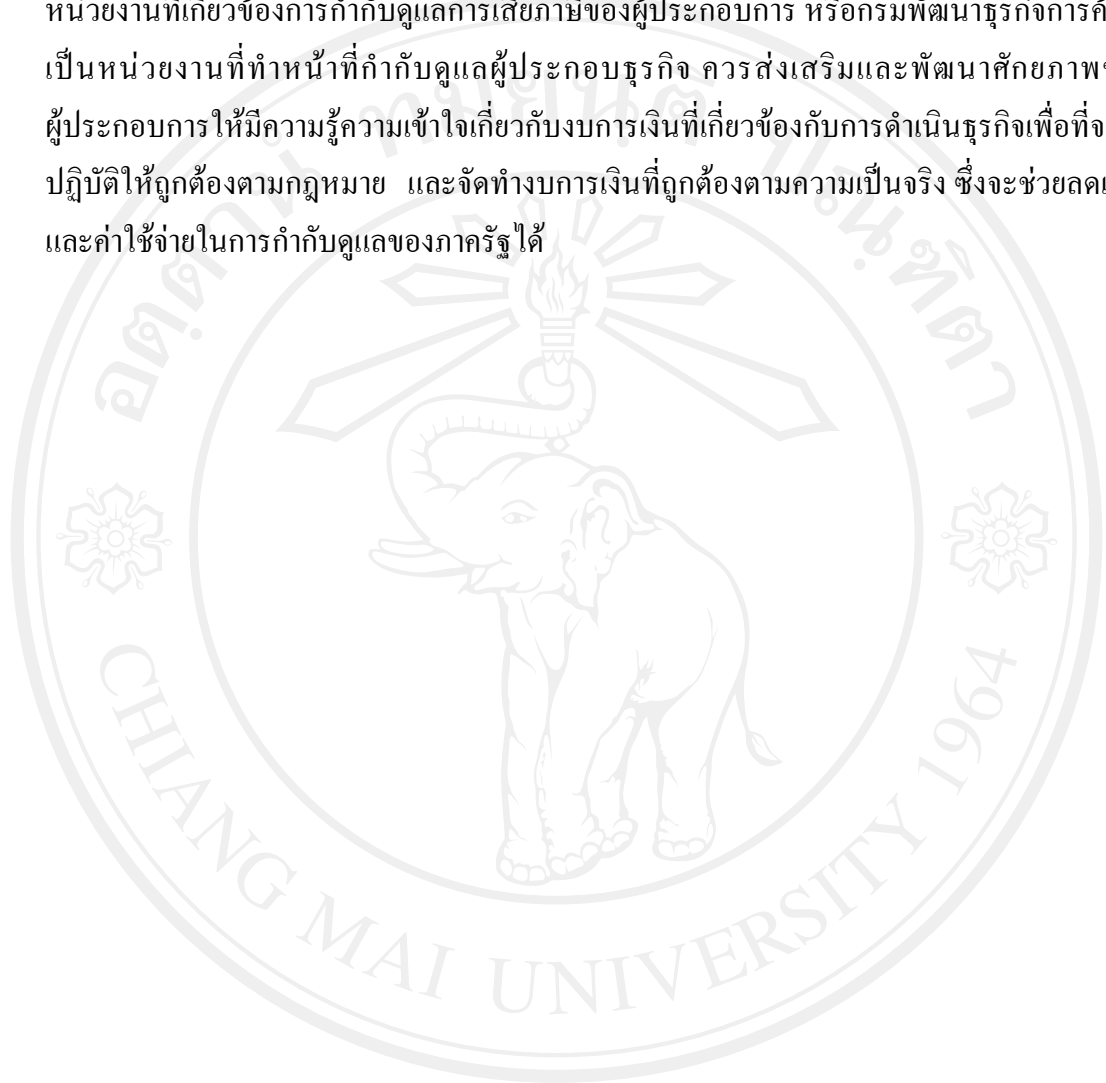 หน่วยงานที่เกี่ยวข้องการกำกับดูแลการเสียภาษีของผู้ประกอบการ หรือกรมพัฒนาธุรกิจการค้
เป็นหน่วยงานที่ทำหน้าที่กำกับดูแลผู้ประกอบธุรกิจ ควรส่งเสริมและพัฒนาศักยภาพ
ผู้ประกอบการให้มีความรู้ความเข้าใจเกี่ยวกับงบการเงินที่เกี่ยวข้องกับการดำเนินธุรกิจเพื่อที่จ
ปฏิบัติให้ถูกต้องตามกฎหมาย และจัดทำงบการเงินที่ถูกต้องตามความเป็นจริง ซึ่งจะช่วยลด
และค่าใช้จ่ายในการกำกับดูแลของภาครัฐได้
อตฺตานํ ทมยนฺติ ปณฺฑิตา
CHIANG MAI UNIVERSITY 1964